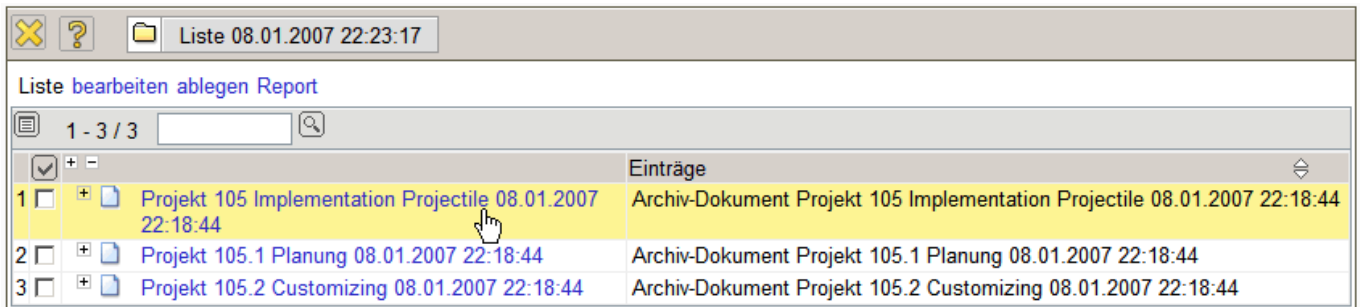 Liste 08.01.2007 22:23:17
Liste bearbeiten ablegen Report
1 - 3 / 3
Einträge
1 Projekt 105 Implementation Projectile 08.01.2007 22:18:44 Archiv-Dokument Projekt 105 Implementation Projectile 08.01.2007 22:18:44
2 Projekt 105.1 Planung 08.01.2007 22:18:44 Archiv-Dokument Projekt 105.1 Planung 08.01.2007 22:18:44
3 Projekt 105.2 Customizing 08.01.2007 22:18:44 Archiv-Dokument Projekt 105.2 Customizing 08.01.2007 22:18:44